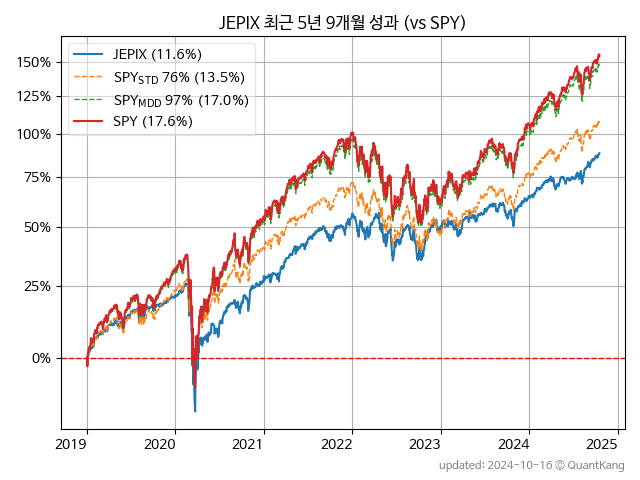 JEPIX 최근 5년 9개월 성과 (vs SPY)
JEPIX (11.6%)
SPY_STD 76% (13.5%)
SPY_MDD 97% (17.0%)
SPY (17.6%)
150%
125%
100%
75%
50%
25%
0%
2019 2020 2021 2022 2023 2024 2025
updated: 2024-10-16 © QuantKang